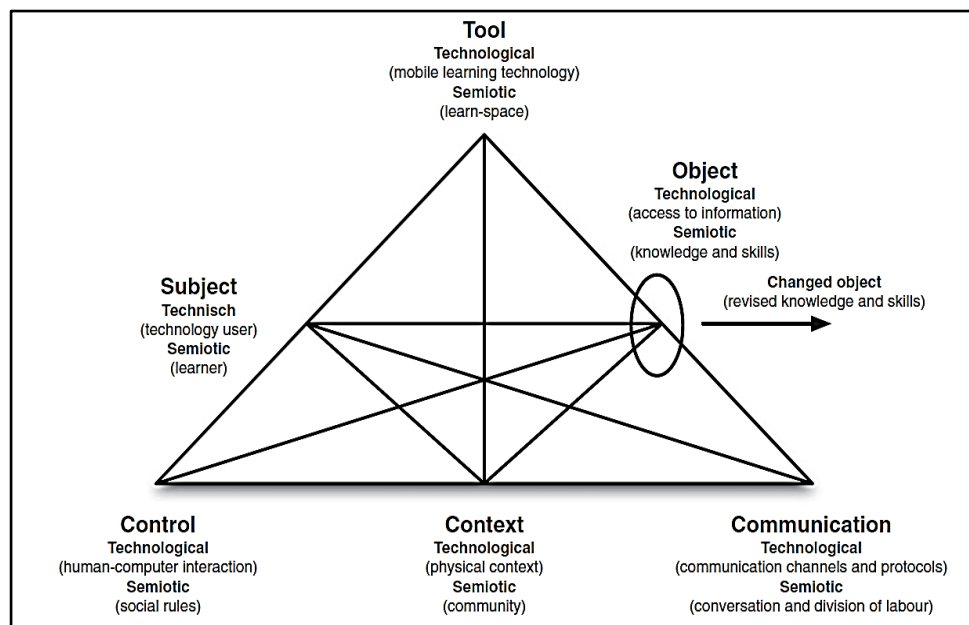 Tool
Technological
(mobile learning technology)
Semiotic
(learn-space)
Object
Technological
(access to information)
Semiotic
(knowledge and skills)
Changed object
(revised knowledge and skills)
Subject
Technisch
(technology user)
Semiotic
(learner)
Control
Technological
(human-computer interaction)
Semiotic
(social rules)
Context
Technological
(physical context)
Semiotic
(community)
Communication
Technological
(communication channels and protocols)
Semiotic
(conversation and division of labour)